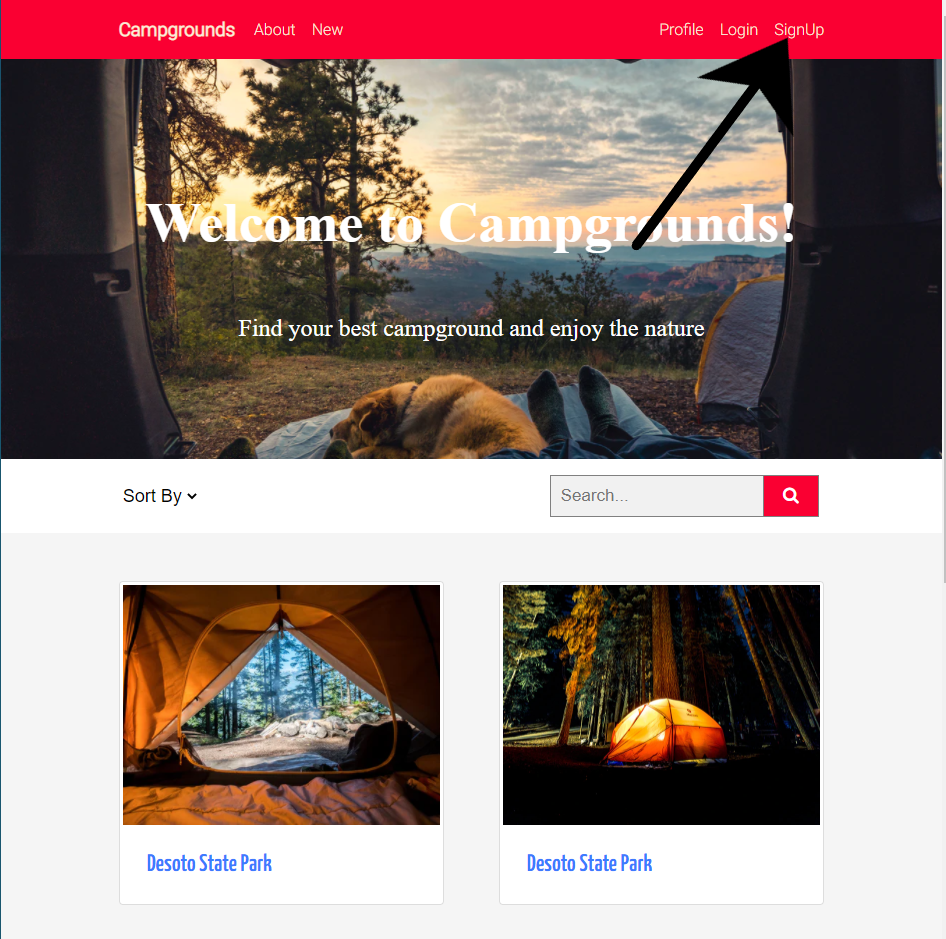 Campgrounds About New Profile Login SignUp
Welcome to Campgrounds!
Find your best campground and enjoy the nature
Sort By Search...
Desoto State Park Desoto State Park